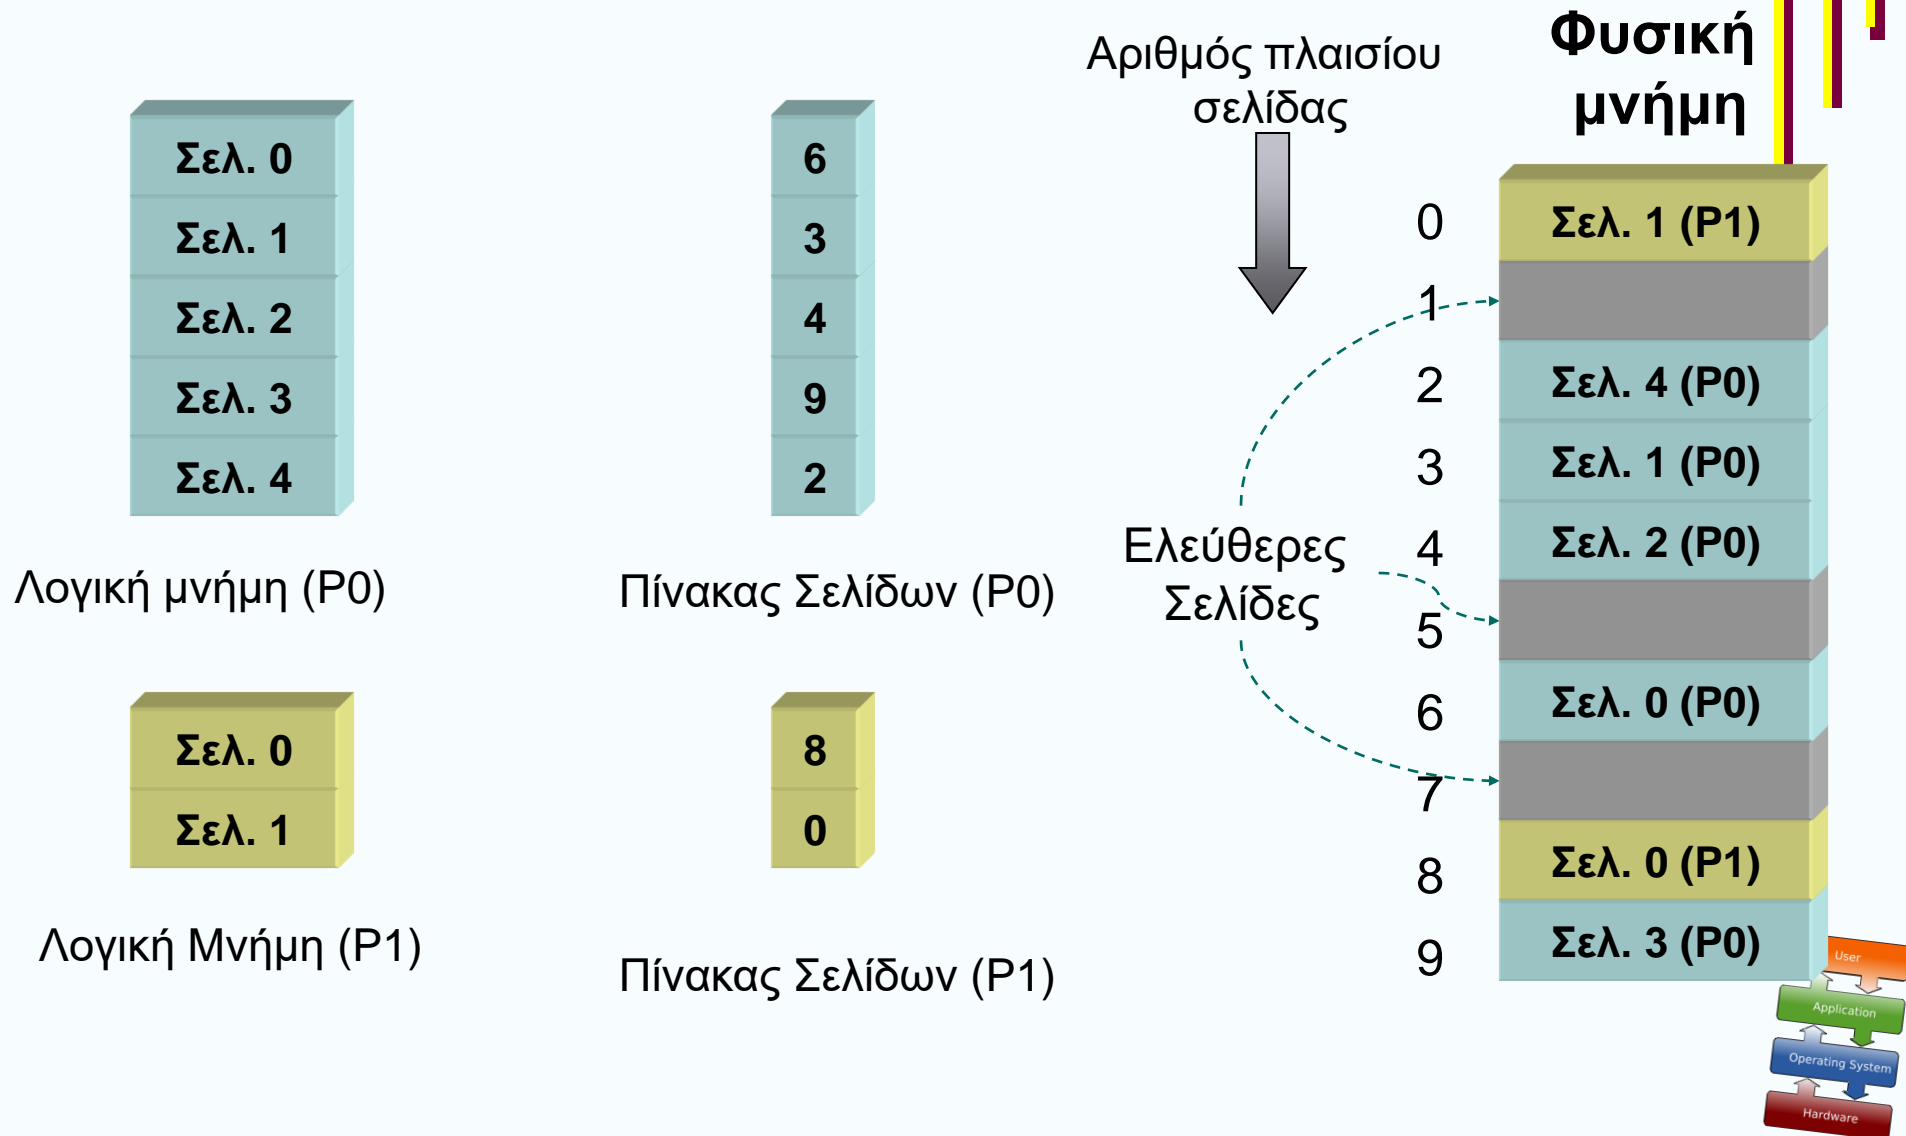 Φυσική
μνήμη
Αριθμός πλαισίου
σελίδας
Σελ. 0
Σελ. 1
Σελ. 2
Σελ. 3
Σελ. 4
Λογική μνήμη (P0)
6
3
4
9
2
Πίνακας Σελίδων (P0)
Σελ. 0
Σελ. 1
Λογική Μνήμη (P1)
8
0
Πίνακας Σελίδων (P1)
Ελεύθερες
Σελίδες
0 Σελ. 1 (P1)
1
2 Σελ. 4 (P0)
3 Σελ. 1 (P0)
4 Σελ. 2 (P0)
5
6 Σελ. 0 (P0)
7
8 Σελ. 0 (P1)
9 Σελ. 3 (P0)
User
Application
Operating System
Hardware